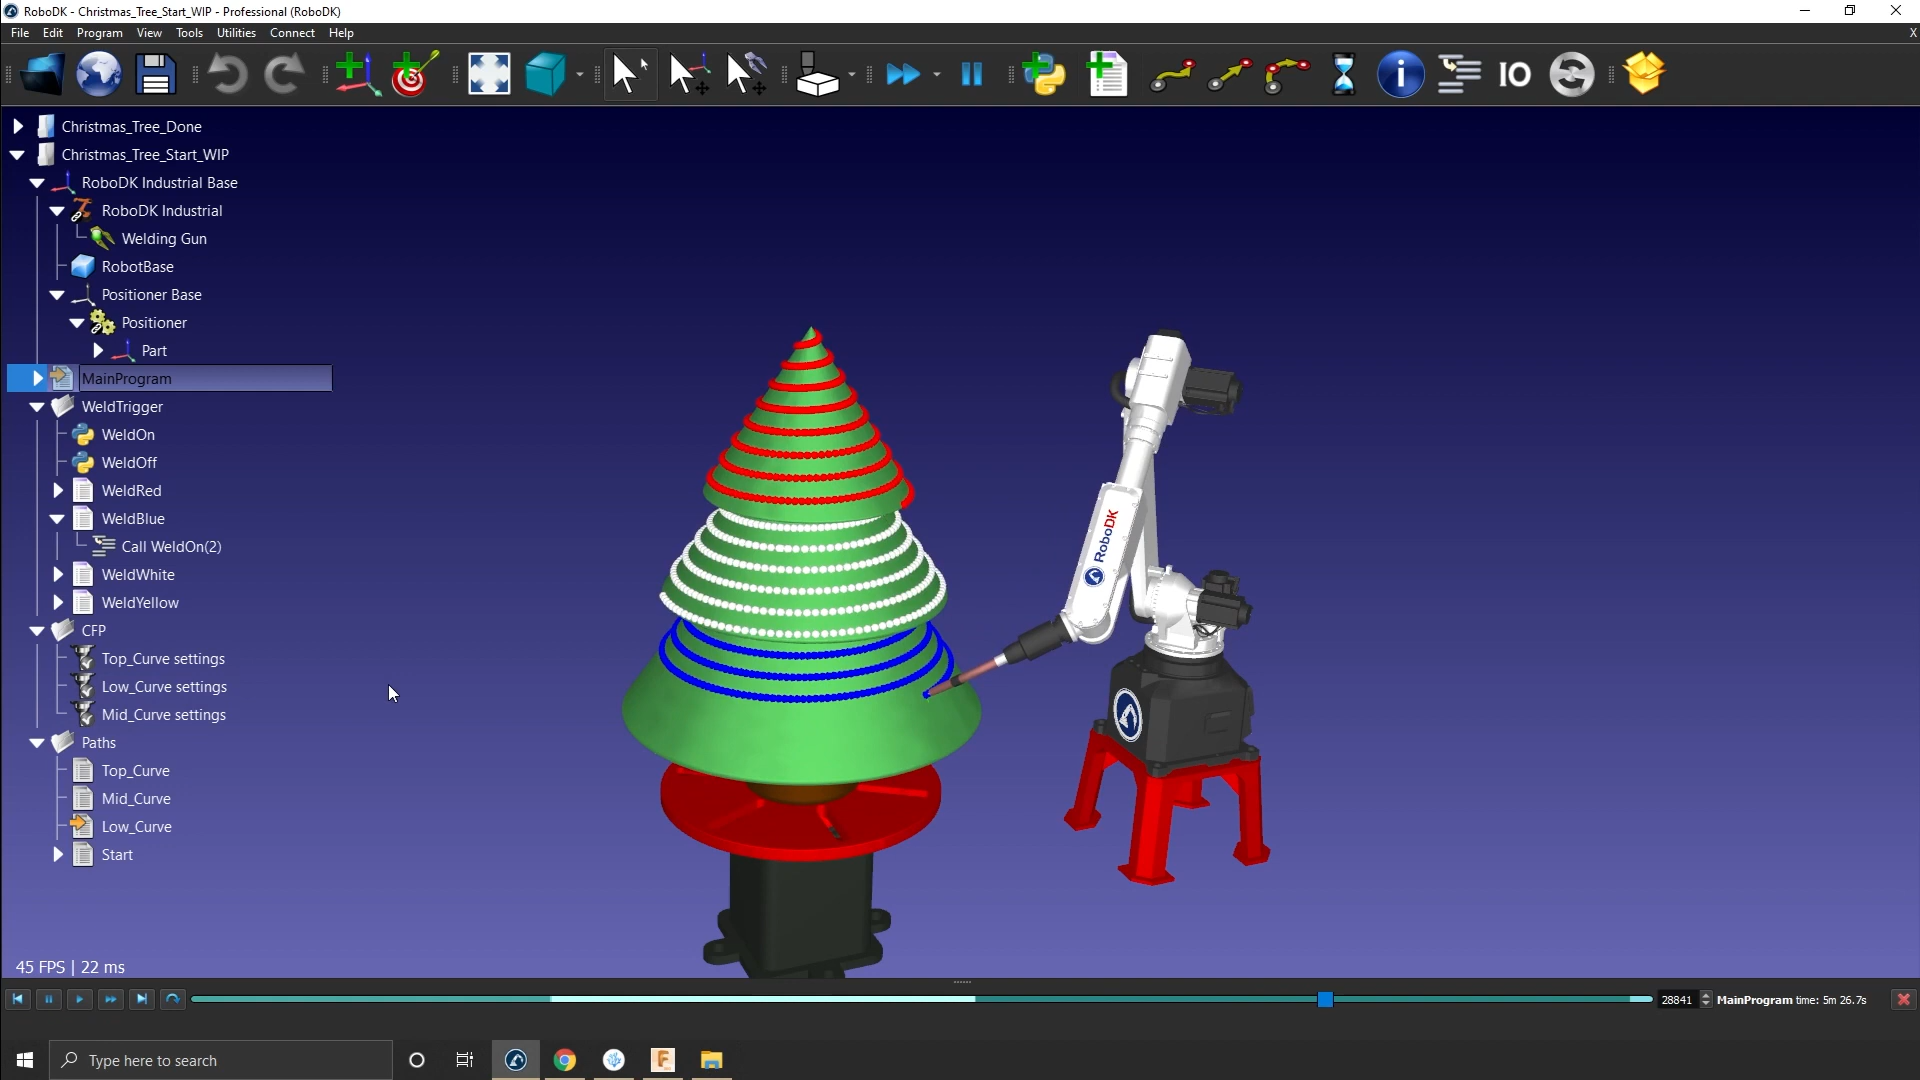 RoboDK - Christmas_Tree_Start_WIP - Professional (RoboDK)
File Edit Program View Tools Utilities Connect Help
X
IO
Christmas_Tree_Done
Christmas_Tree_Start_WIP
RoboDK Industrial Base
RoboDK Industrial
Welding Gun
RobotBase
Positioner Base
Positioner
Part
MainProgram
WeldTrigger
WeldOn
WeldOff
WeldRed
WeldBlue
Call WeldOn(2)
WeldWhite
WeldYellow
CFP
Top_Curve settings
Low_Curve settings
Mid_Curve settings
Paths
Top_Curve
Mid_Curve
Low_Curve
Start
RoboDK
45 FPS | 22 ms
28841 MainProgram time: 5m 26.7s
Type here to search